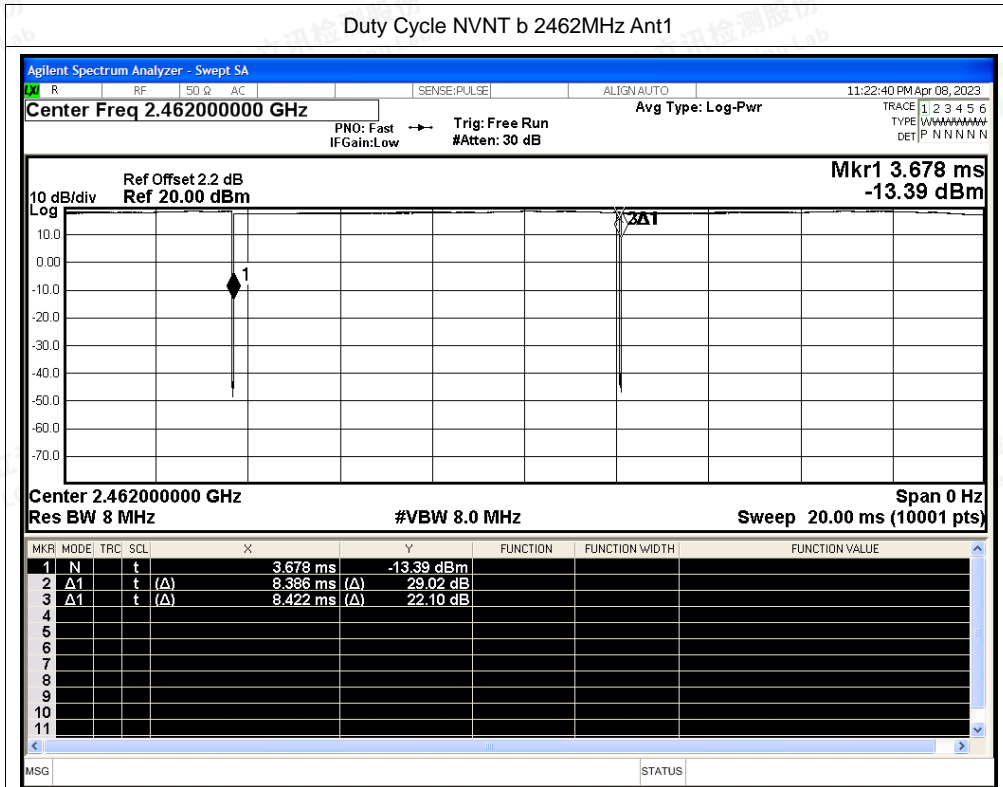 Duty Cycle NVNT b 2462MHz Ant1
Agilent Spectrum Analyzer - Swept SA
LXI R RF 50 Ω AC SENSE:PULSE ALIGN AUTO 11:22:40 PM Apr 08, 2023
Center Freq 2.462000000 GHz Avg Type: Log-Pwr TRACE 1 2 3 4 5 6
PNO: Fast Trig: Free Run TYPE WWWWWW
IFGain:Low #Atten: 30 dB DET P N N N N N
Mkr1 3.678 ms
Ref Offset 2.2 dB
10 dB/div Ref 20.00 dBm -13.39 dBm
Log
3Δ1
10.0
0.00
1
-10.0
-20.0
-30.0
-40.0
-50.0
-60.0
-70.0
Center 2.462000000 GHz Span 0 Hz
Res BW 8 MHz #VBW 8.0 MHz Sweep 20.00 ms (10001 pts)
MKR MODE TRC SCL X Y FUNCTION FUNCTION WIDTH FUNCTION VALUE
1 N t 3.678 ms -13.39 dBm
2 Δ1 t (Δ) 8.386 ms (Δ) 29.02 dB
3 Δ1 t (Δ) 8.422 ms (Δ) 22.10 dB
4
5
6
7
8
9
10
11
MSG STATUS